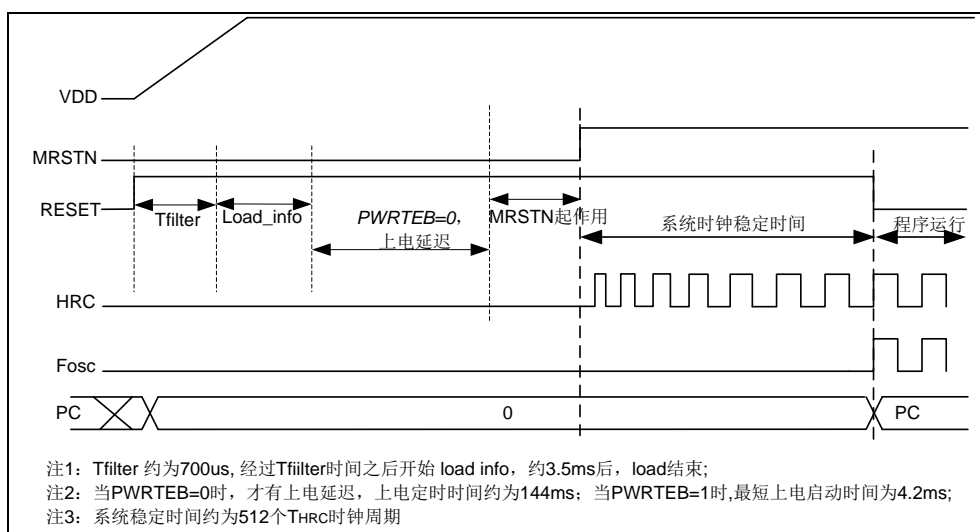 VDD
MRSTN
RESET
Tfilter
Load_info
PWRTEB=0，
上电延迟
MRSTN起作用
系统时钟稳定时间
程序运行
HRC
Fosc
PC
0
PC
注1：Tfilter 约为700us, 经过Tfiilter时间之后开始 load info，约3.5ms后，load结束;
注2：当PWRTEB=0时，才有上电延迟，上电定时时间约为144ms；当PWRTEB=1时,最短上电启动时间为4.2ms;
注3：系统稳定时间约为512个THRC时钟周期